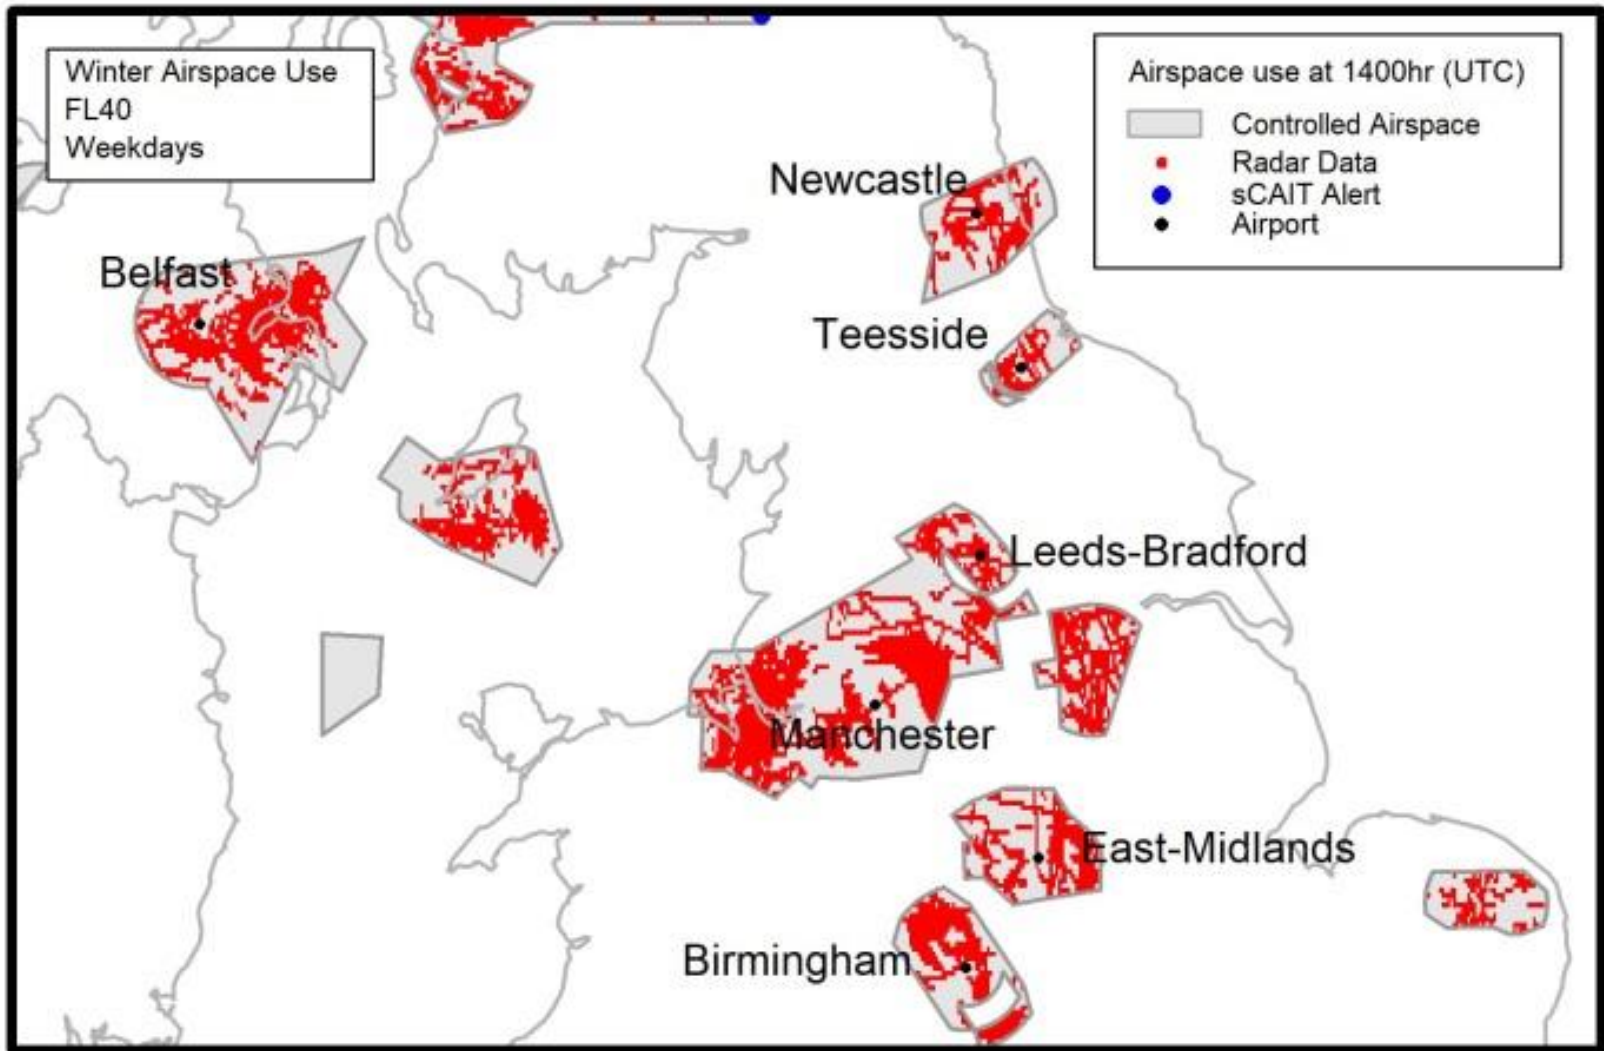 Winter Airspace Use
FL40
Weekdays
Airspace use at 1400hr (UTC)
Controlled Airspace
Radar Data
sCAIT Alert
Airport
Newcastle
Belfast
Teesside
Leeds-Bradford
Manchester
East-Midlands
Birmingham